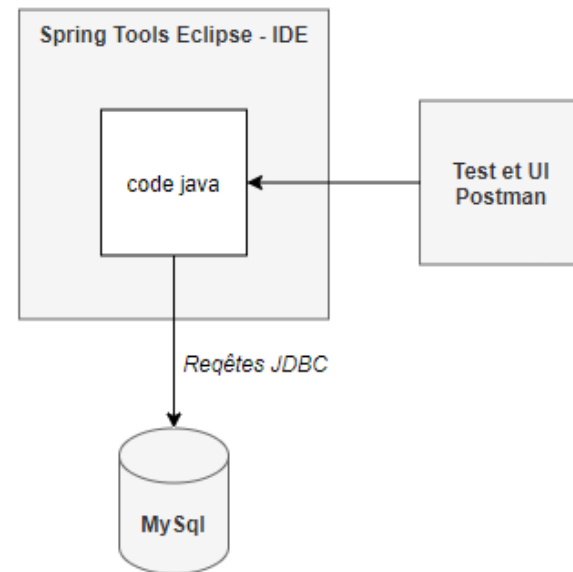 Spring Tools Eclipse - IDE
code java
Test et UI
Postman
Reqêtes JDBC
MySql